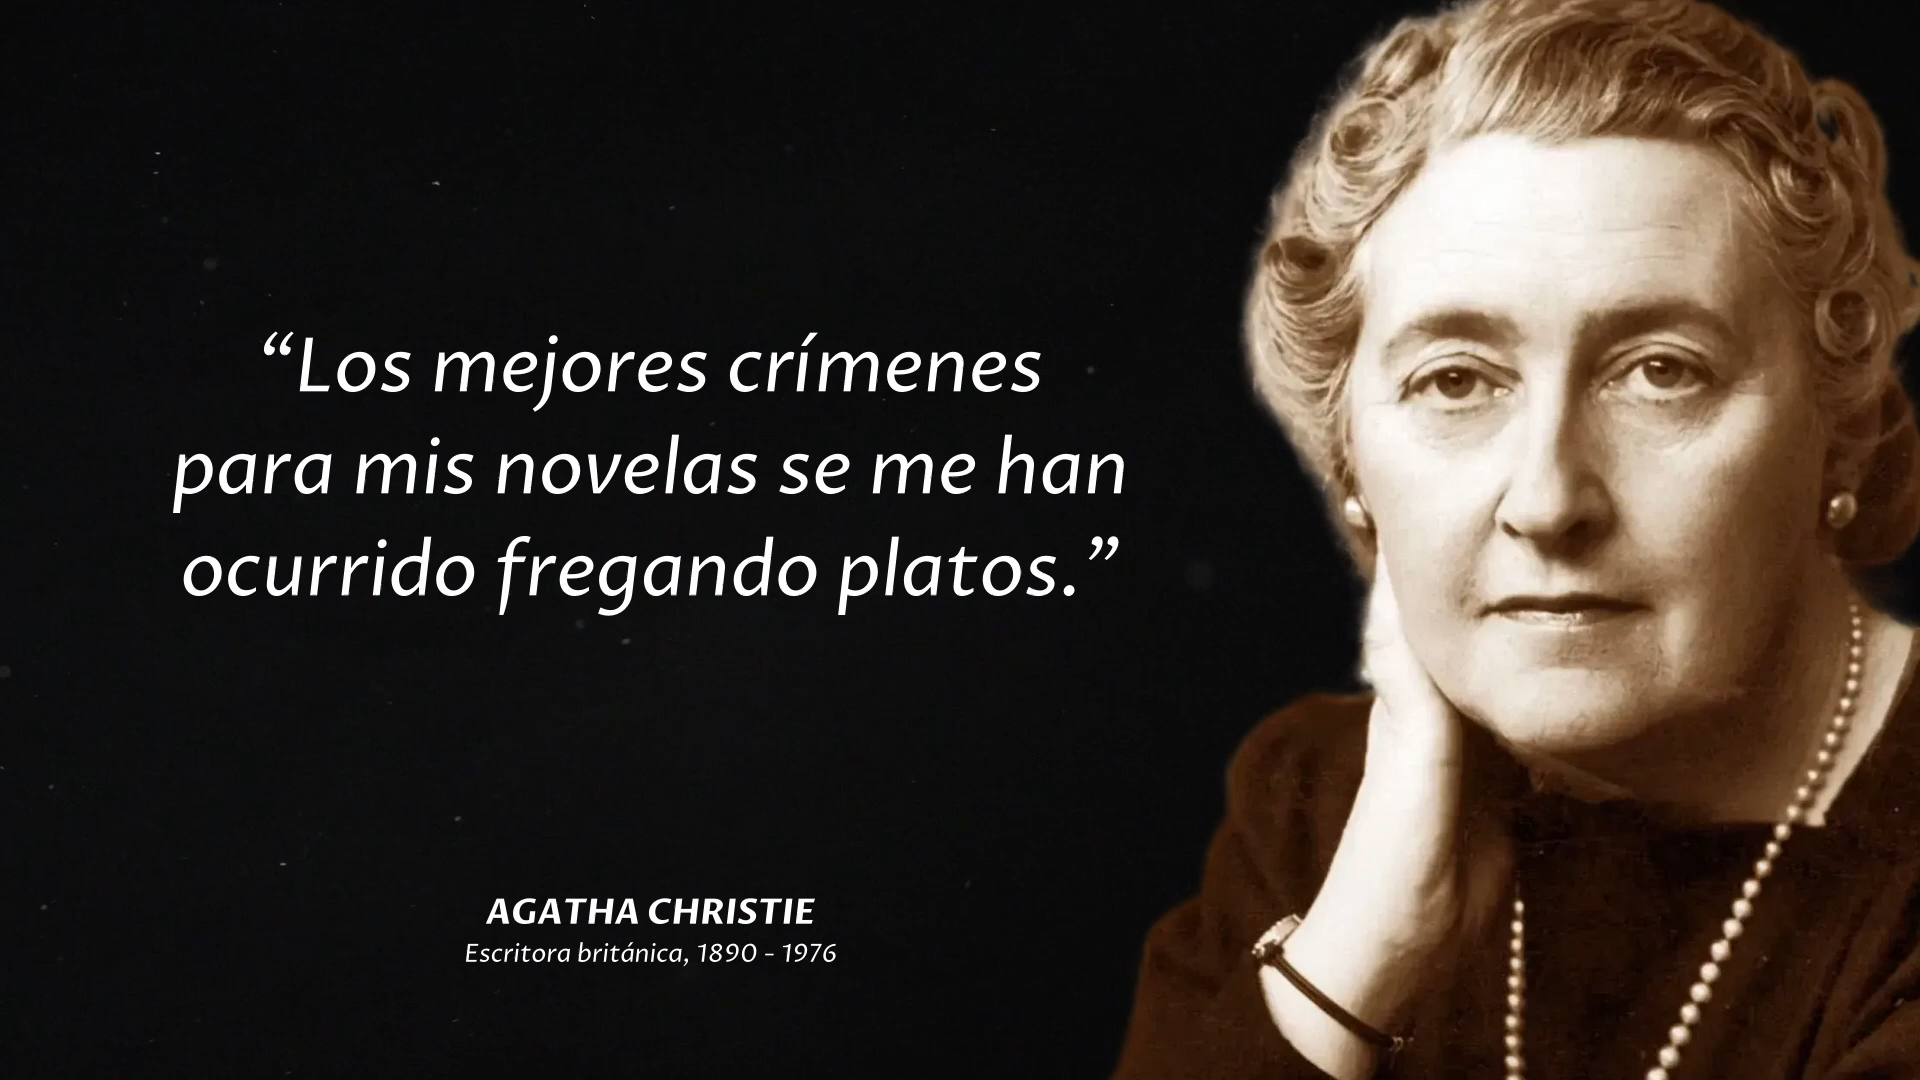 “Los mejores crímenes
para mis novelas se me han
ocurrido fregando platos.”
AGATHA CHRISTIE
Escritora británica, 1890 - 1976